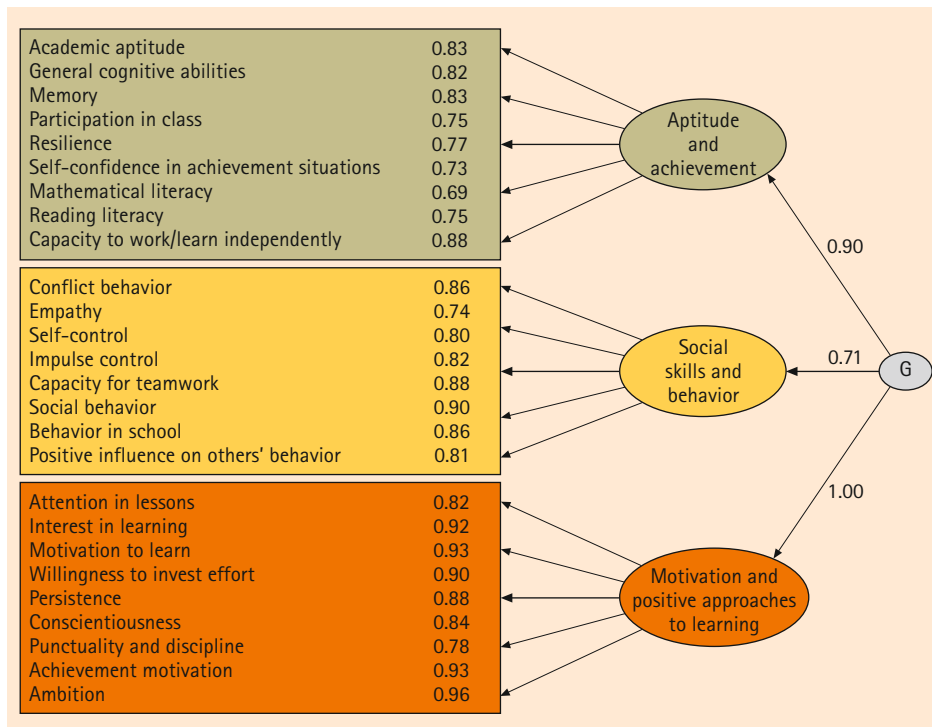 Academic aptitude 0.83
General cognitive abilities 0.82
Memory 0.83
Participation in class 0.75
Resilience 0.77
Self-confidence in achievement situations 0.73
Mathematical literacy 0.69
Reading literacy 0.75
Capacity to work/learn independently 0.88
Aptitude
and
achievement
0.90
Conflict behavior 0.86
Empathy 0.74
Self-control 0.80
Impulse control 0.82
Capacity for teamwork 0.88
Social behavior 0.90
Behavior in school 0.86
Positive influence on others' behavior 0.81
Social
skills and
behavior
0.71
G
Attention in lessons 0.82
Interest in learning 0.92
Motivation to learn 0.93
Willingness to invest effort 0.90
Persistence 0.88
Conscientiousness 0.84
Punctuality and discipline 0.78
Achievement motivation 0.93
Ambition 0.96
Motivation and
positive approaches
to learning
1.00